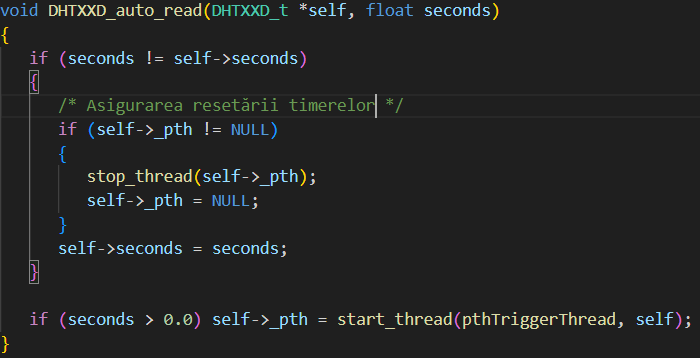 void DHTXXD_auto_read(DHTXXD_t *self, float seconds)
{
if (seconds != self->seconds)
{
/* Asigurarea resetării timerelor */
if (self->_pth != NULL)
{
stop_thread(self->_pth);
self->_pth = NULL;
}
self->seconds = seconds;
}
if (seconds > 0.0) self->_pth = start_thread(pthTriggerThread, self);
}